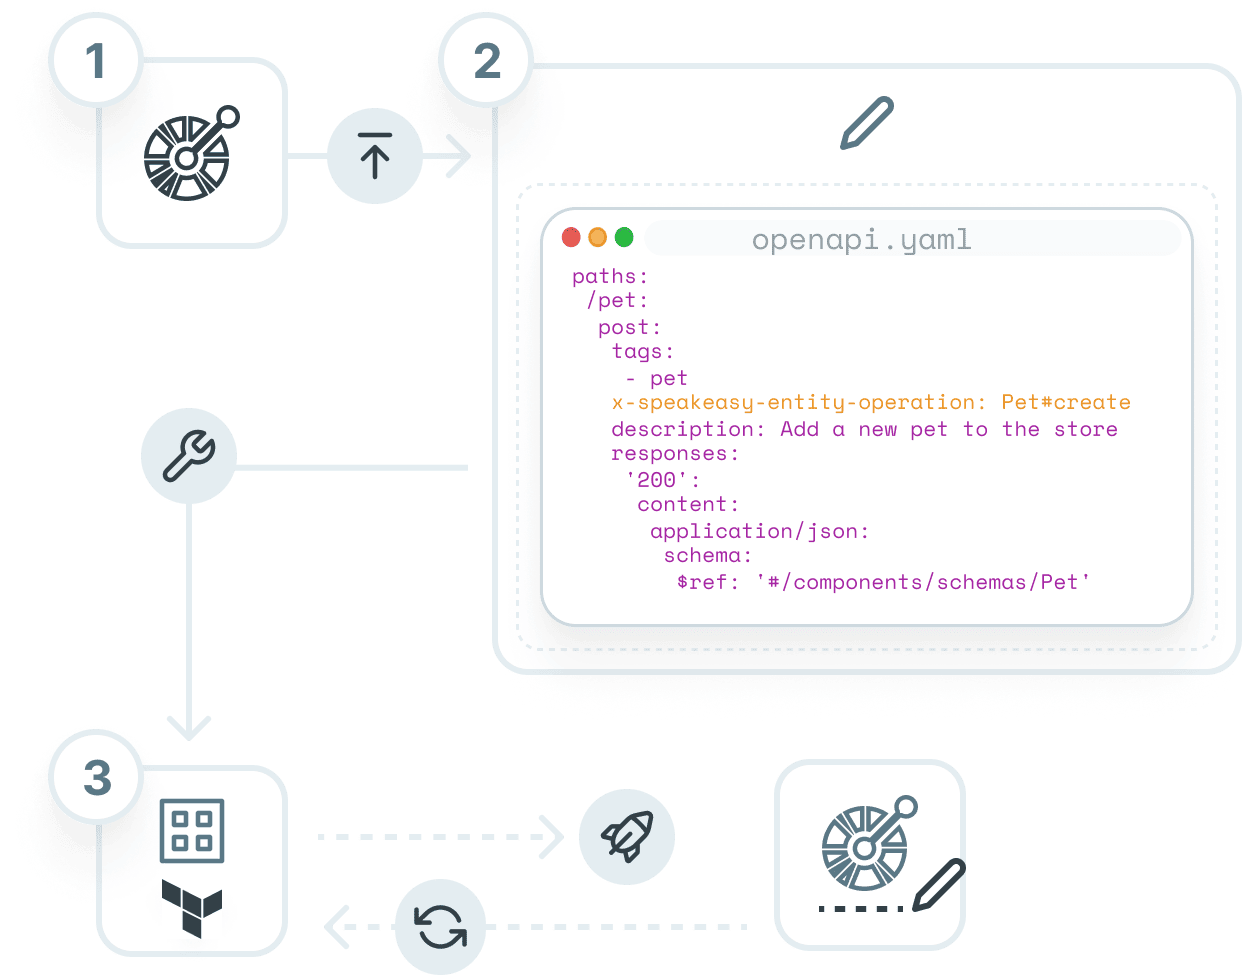 1
2
openapi.yaml
paths:
/pet:
post:
tags:
- pet
x-speakeasy-entity-operation: Pet#create
description: Add a new pet to the store
responses:
'200':
content:
application/json:
schema:
$ref: '#/components/schemas/Pet'
3